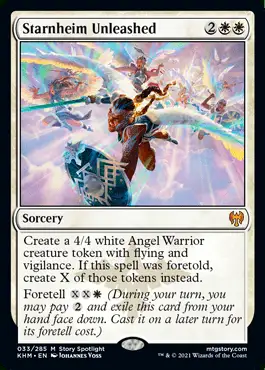 Starnheim Unleashed 2
Sorcery
Create a 4/4 white Angel Warrior
creature token with flying and
vigilance. If this spell was foretold,
create X of those tokens instead.
Foretell X X (During your turn, you
may pay 2 and exile this card from your
hand face down. Cast it on a later turn for
its foretell cost.)
033/285 M Story Spotlight mtgstory.com
KHM • EN Johannes Voss ™ & © 2021 Wizards of the Coast